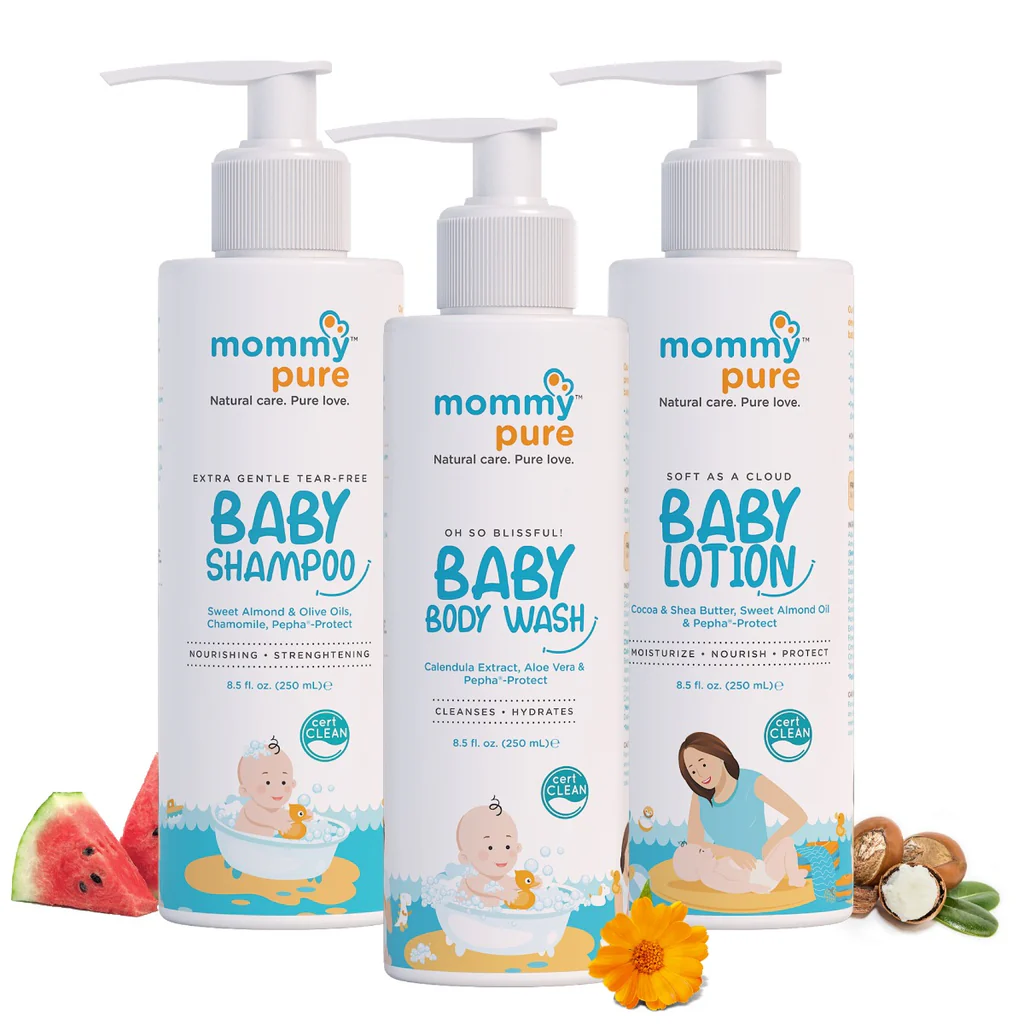 mommy™
pure
Natural care. Pure love.
EXTRA GENTLE TEAR-FREE
BABY
SHAMPOO
Sweet Almond & Olive Oils,
Chamomile, Pepha®-Protect
NOURISHING • STRENGHTENING
8.5 fl. oz. (250 mL)℮
cert
CLEAN
mommy™
pure
Natural care. Pure love.
OH SO BLISSFUL!
BABY
BODY WASH
Calendula Extract, Aloe Vera &
Pepha®-Protect
CLEANSES • HYDRATES
8.5 fl. oz. (250 mL)℮
cert
CLEAN
mommy™
pure
Natural care. Pure love.
SOFT AS A CLOUD
BABY
LOTION
Cocoa & Shea Butter, Sweet Almond Oil
& Pepha®-Protect
MOISTURIZE • NOURISH • PROTECT
8.5 fl. oz. (250 mL)℮
cert
CLEAN